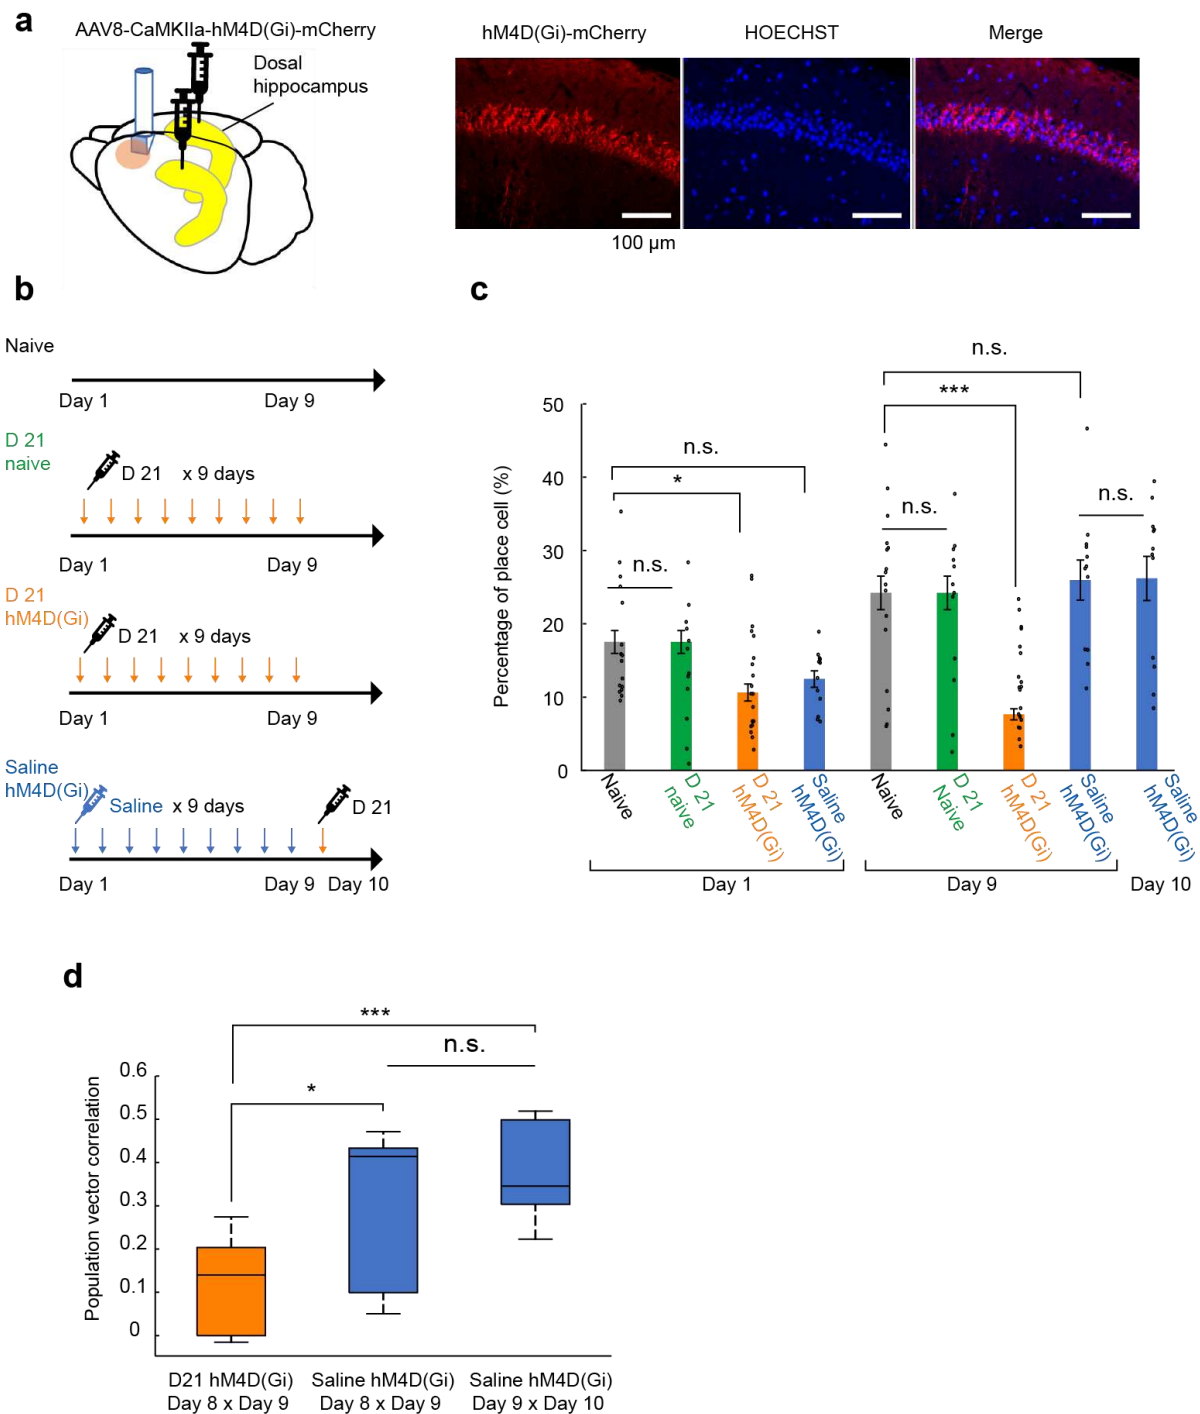 a
AAV8-CaMKIIa-hM4D(Gi)-mCherry
Dosal
hippocampus
hM4D(Gi)-mCherry
HOECHST
Merge
100 µm
b
Naive
Day 1
Day 9
D 21
naive
D 21 x 9 days
Day 1
Day 9
D 21
hM4D(Gi)
D 21 x 9 days
Day 1
Day 9
Saline
hM4D(Gi)
Saline x 9 days
D 21
Day 1
Day 9
Day 10
c
Percentage of place cell (%)
50
40
30
20
10
0
n.s.
*
n.s.
n.s.
***
n.s.
n.s.
Naive
D 21
naive
D 21
hM4D(Gi)
Saline
hM4D(Gi)
Naive
D 21
Naive
D 21
hM4D(Gi)
Saline
hM4D(Gi)
Saline
hM4D(Gi)
Day 1
Day 9
Day 10
d
Population vector correlation
0.6
0.5
0.4
0.3
0.2
0.1
0
***
n.s.
*
D21 hM4D(Gi)
Day 8 x Day 9
Saline hM4D(Gi)
Day 8 x Day 9
Saline hM4D(Gi)
Day 9 x Day 10